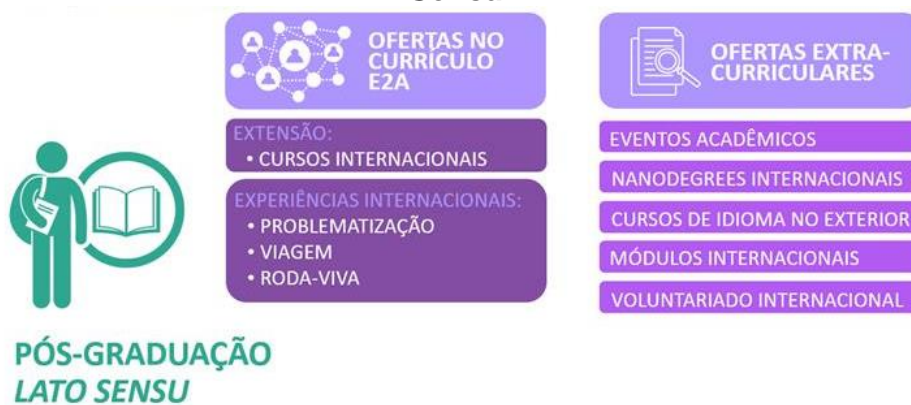 OFERTAS NO
CURRÍCULO
E2A
EXTENSÃO:
• CURSOS INTERNACIONAIS
EXPERIÊNCIAS INTERNACIONAIS:
• PROBLEMATIZAÇÃO
• VIAGEM
• RODA-VIVA
OFERTAS EXTRA-
CURRICULARES
EVENTOS ACADÊMICOS
NANODEGREES INTERNACIONAIS
CURSOS DE IDIOMA NO EXTERIOR
MÓDULOS INTERNACIONAIS
VOLUNTARIADO INTERNACIONAL
PÓS-GRADUAÇÃO
LATO SENSU